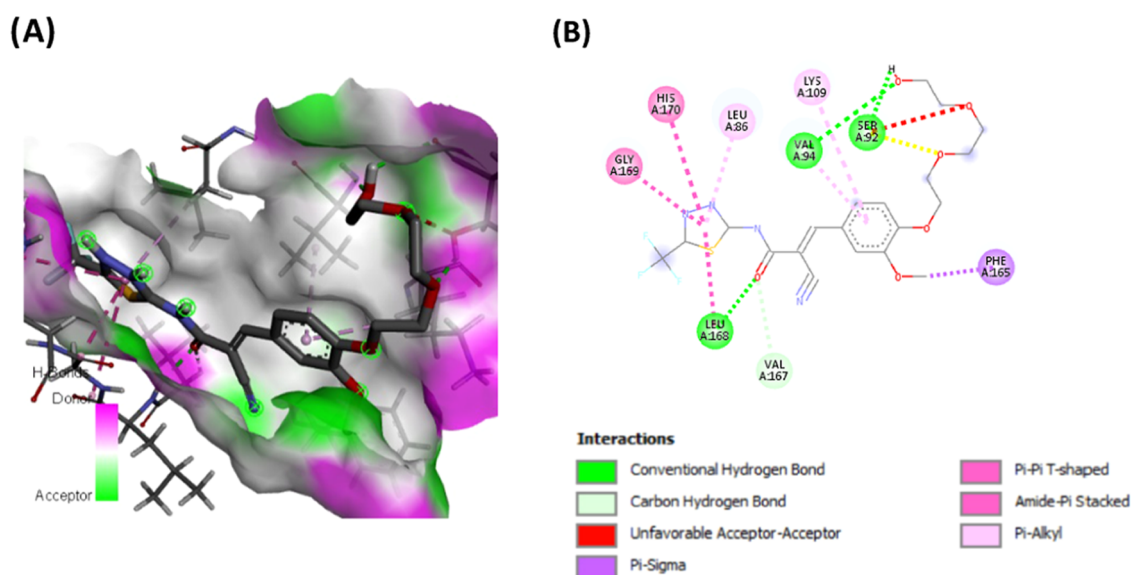 (A)
H-Bonds
Donor
Acceptor
(B)
LYS
A:109
HIS
A:170
LEU
A:86
SER
A:92
VAL
A:94
GLY
A:169
PHE
A:165
LEU
A:168
VAL
A:167
H
O
O
O
O
O
O
N
N
N
S
N
F
F
F
Interactions
Conventional Hydrogen Bond
Carbon Hydrogen Bond
Unfavorable Acceptor-Acceptor
Pi-Sigma
Pi-Pi T-shaped
Amide-Pi Stacked
Pi-Alkyl